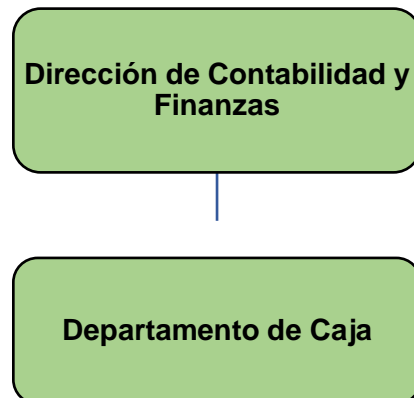 Dirección de Contabilidad y
Finanzas
Departamento de Caja